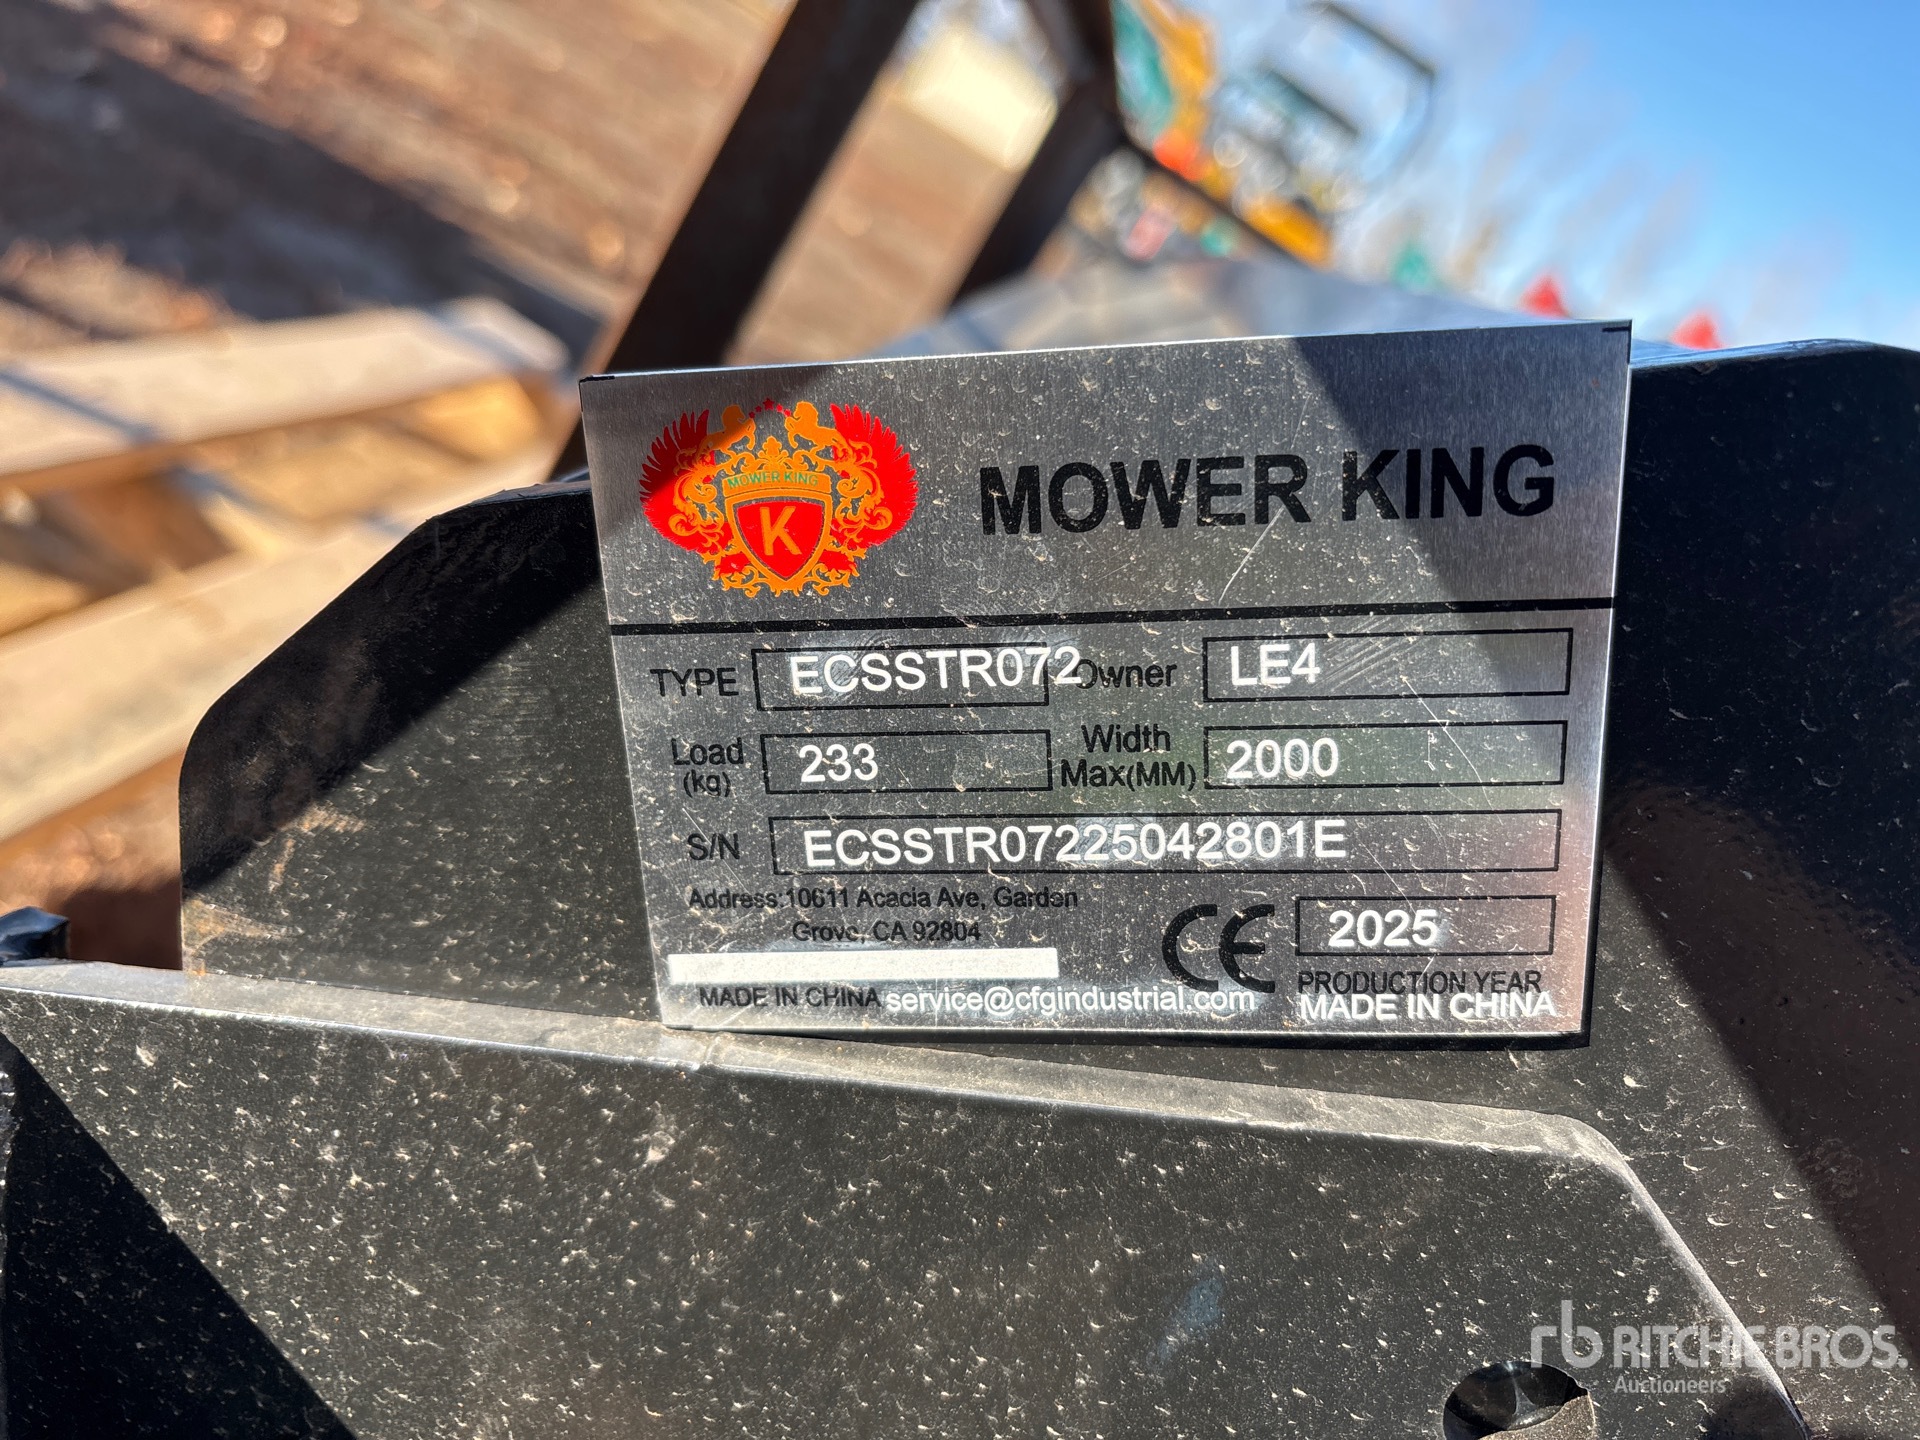 MOWER KING
K
MOWER KING
TYPE ECSSTR072 Owner LE4
Load (kg) 233 Width Max(MM) 2000
S/N ECSSTR07225042801E
Address:10611 Acacia Ave, Garden
Grove, CA 92804
CE 2025
PRODUCTION YEAR
MADE IN CHINA service@cfgindustrial.com MADE IN CHINA
rb RITCHIE BROS.
Auctioneers